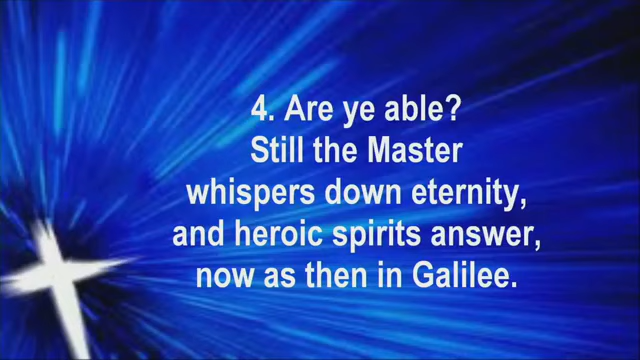 4. Are ye able?
Still the Master
whispers down eternity,
and heroic spirits answer,
now as then in Galilee.